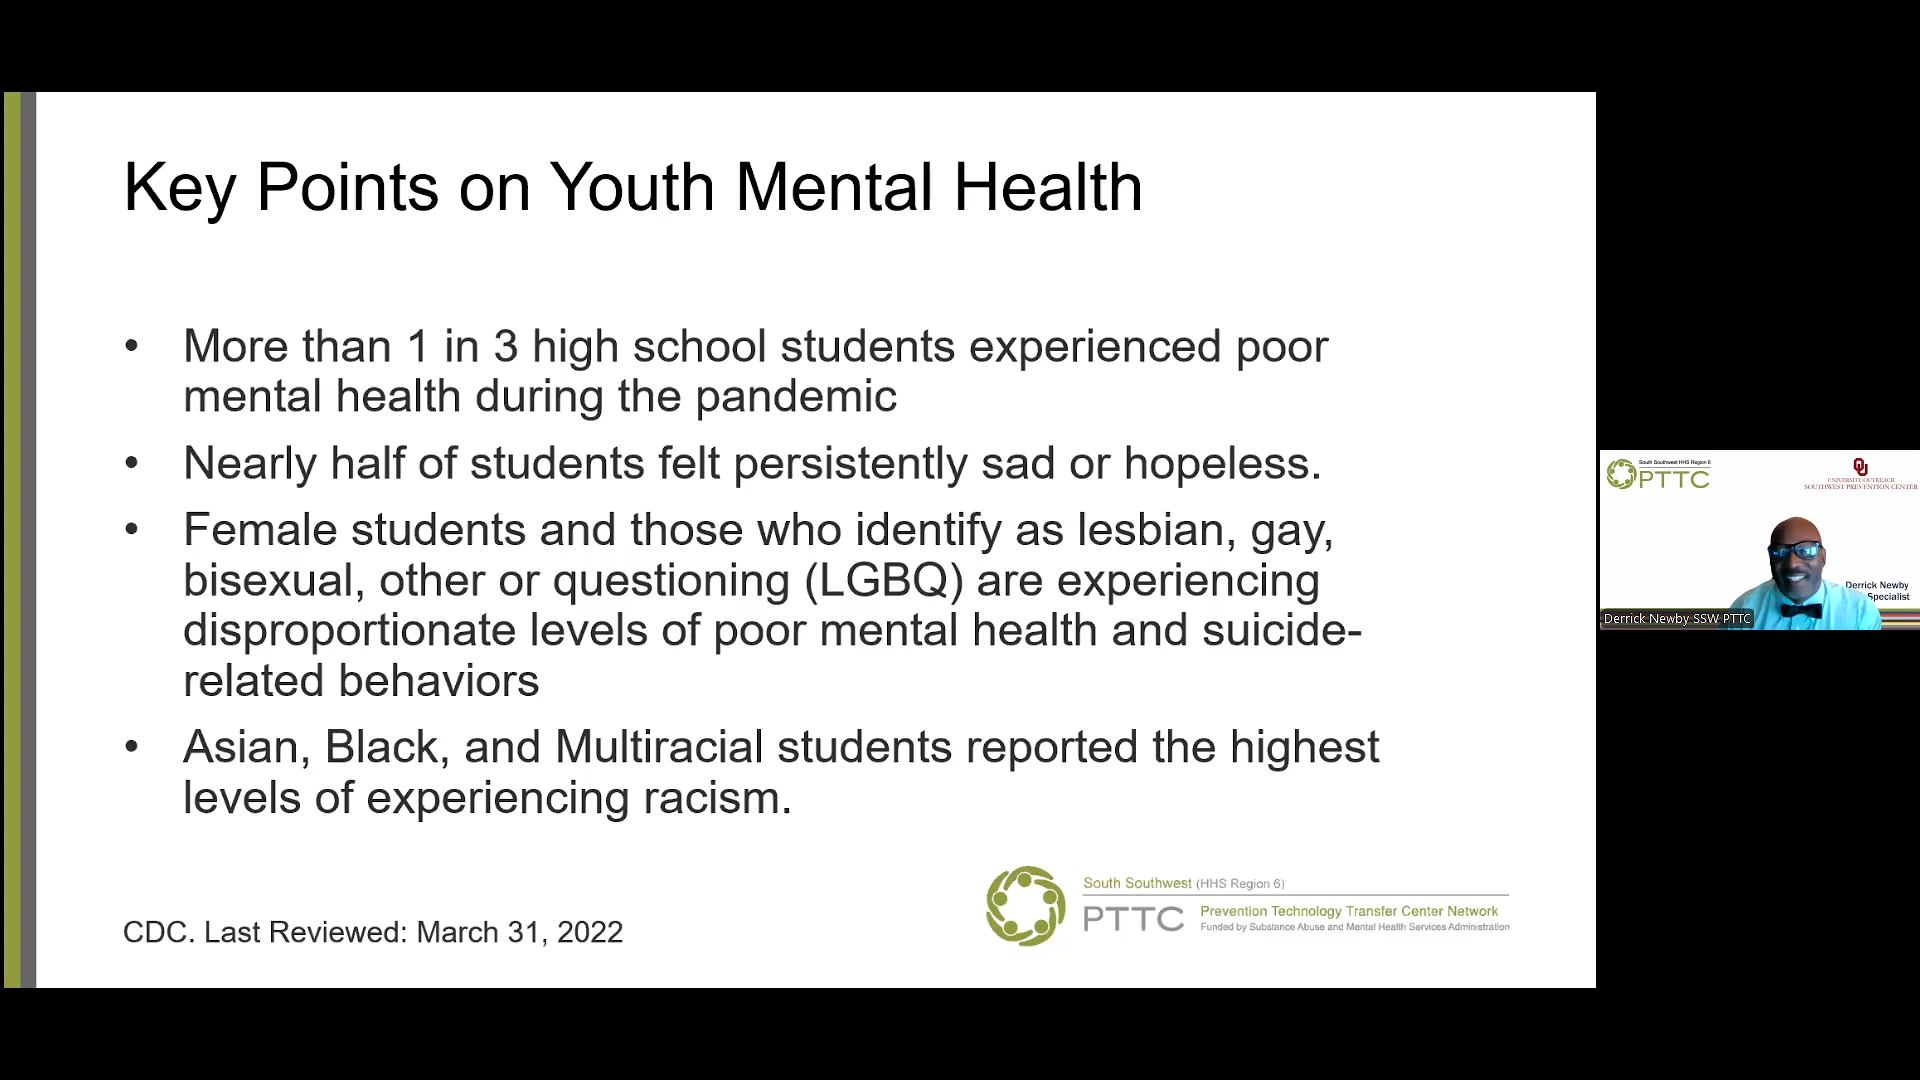 Key Points on Youth Mental Health
• More than 1 in 3 high school students experienced poor
mental health during the pandemic
• Nearly half of students felt persistently sad or hopeless.
• Female students and those who identify as lesbian, gay,
bisexual, other or questioning (LGBQ) are experiencing
disproportionate levels of poor mental health and suicide-
related behaviors
• Asian, Black, and Multiracial students reported the highest
levels of experiencing racism.
CDC. Last Reviewed: March 31, 2022
South Southwest (HHS Region 6)
PTTC
Prevention Technology Transfer Center Network
Funded by Substance Abuse and Mental Health Services Administration
South Southwest HHS Region 6
PTTC
OU
UNIVERSITY OUTREACH
SOUTHWEST PREVENTION CENTER
Derrick Newby
Specialist
Derrick Newby SSW PTTC